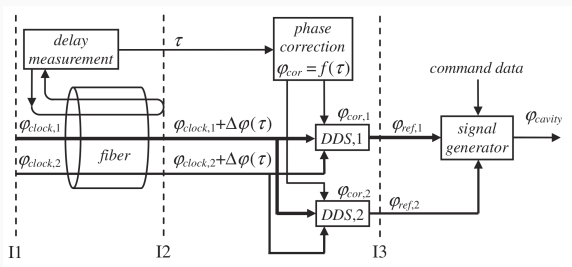 delay
measurement
τ
phase
correction
φcor = f(τ)
command data
φclock,1
φclock,1+Δφ(τ)
φcor,1
DDS,1
φref,1
signal
generator
φcavity
fiber
φclock,2
φclock,2+Δφ(τ)
φcor,2
DDS,2
φref,2
I1
I2
I3